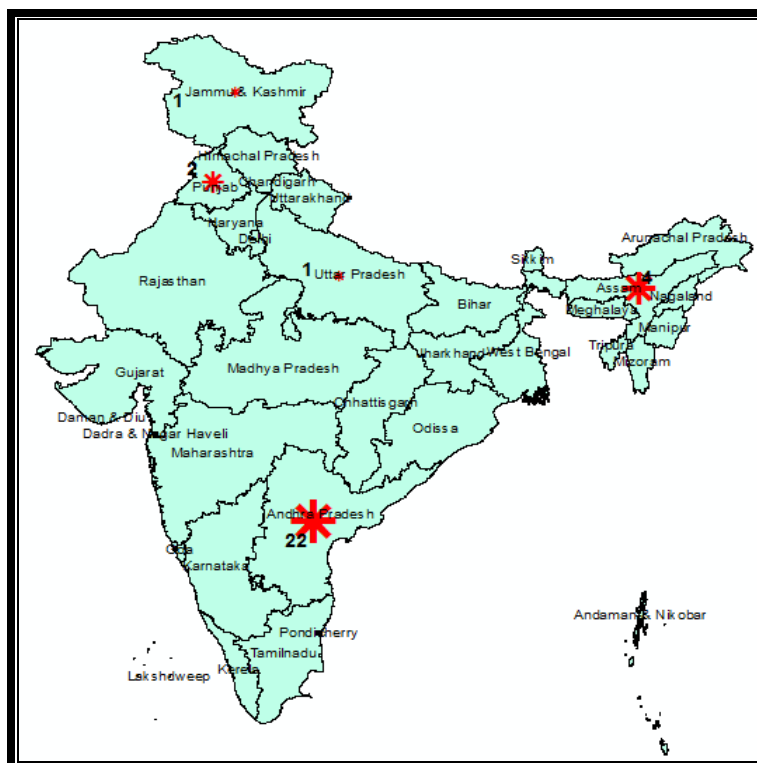 Jammu & Kashmir
1
Himachal Pradesh
2
Punjab
Chandigarh
Uttarakhand
Haryana
Delhi
Arunachal Pradesh
Sikkim
1
Uttar Pradesh
4
Rajasthan
Assam
Nagaland
Bihar
Meghalaya
Manipur
Tripura
Mizoram
Jharkhand
West Bengal
Gujarat
Madhya Pradesh
Chhattisgarh
Daman & Diu
Odissa
Dadra & Nagar Haveli
Maharashtra
Andhra Pradesh
22
Goa
Karnataka
Andaman & Nikobar
Pondicherry
Tamilnadu
Kerela
Lakshdweep